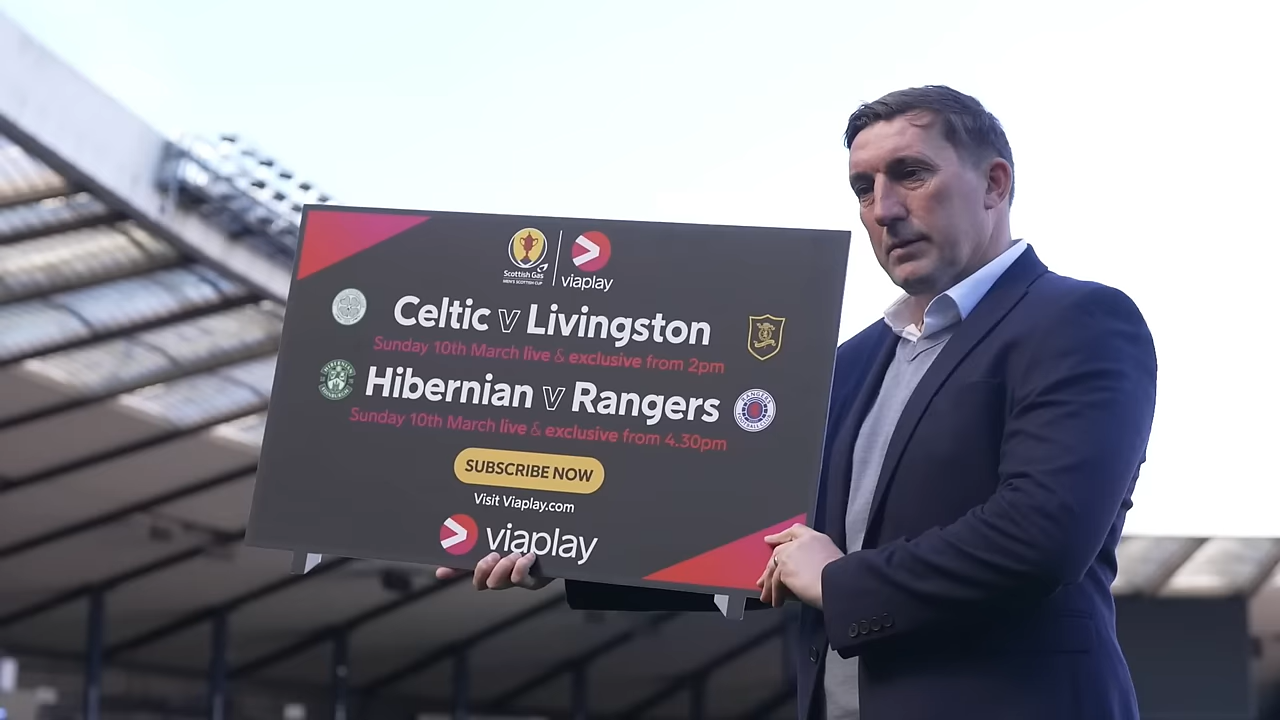 Scottish Gas
MEN'S SCOTTISH CUP
viaplay
Celtic v Livingston
Sunday 10th March live & exclusive from 2pm
Hibernian v Rangers
Sunday 10th March live & exclusive from 4.30pm
SUBSCRIBE NOW
Visit Viaplay.com
viaplay